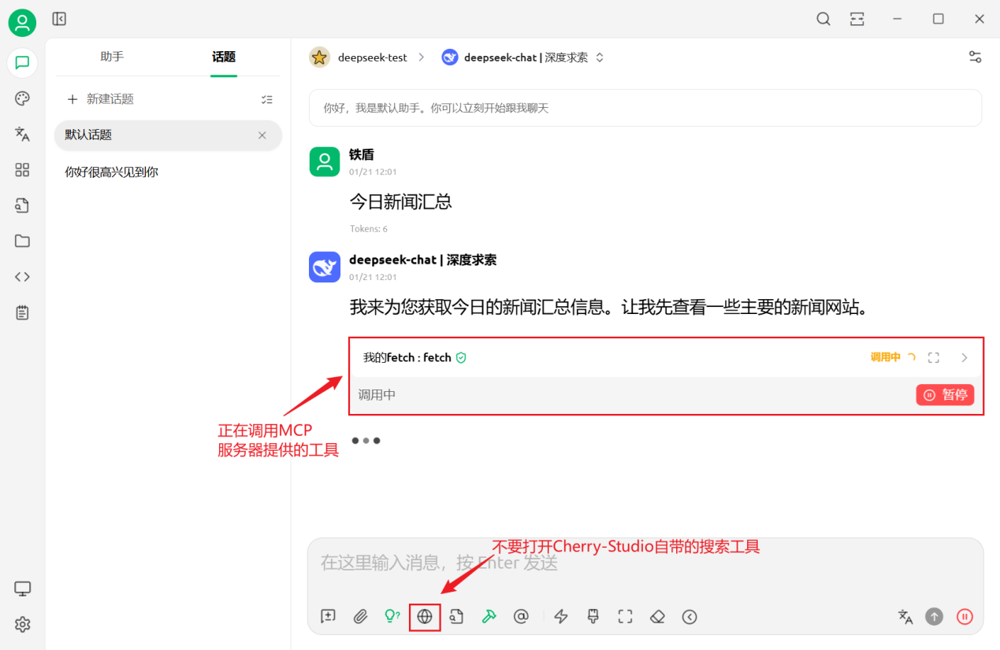 助手
话题
新建话题
默认话题
你好很高兴见到你
deepseek-test
deepseek-chat | 深度求索
你好，我是默认助手。你可以立刻开始跟我聊天
铁盾
01/21 12:01
今日新闻汇总
Tokens: 6
deepseek-chat | 深度求索
01/21 12:01
我来为您获取今日的新闻汇总信息。让我先查看一些主要的新闻网站。
我的fetch : fetch
调用中
调用中
暂停
正在调用MCP
服务器提供的工具
不要打开Cherry-Studio自带的搜索工具
在这里输入消息，按 Enter 发送